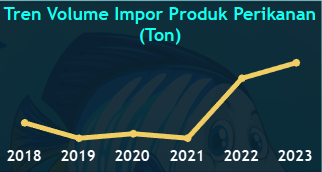 Tren Volume Impor Produk Perikanan
(Ton)
2018 2019 2020 2021 2022 2023